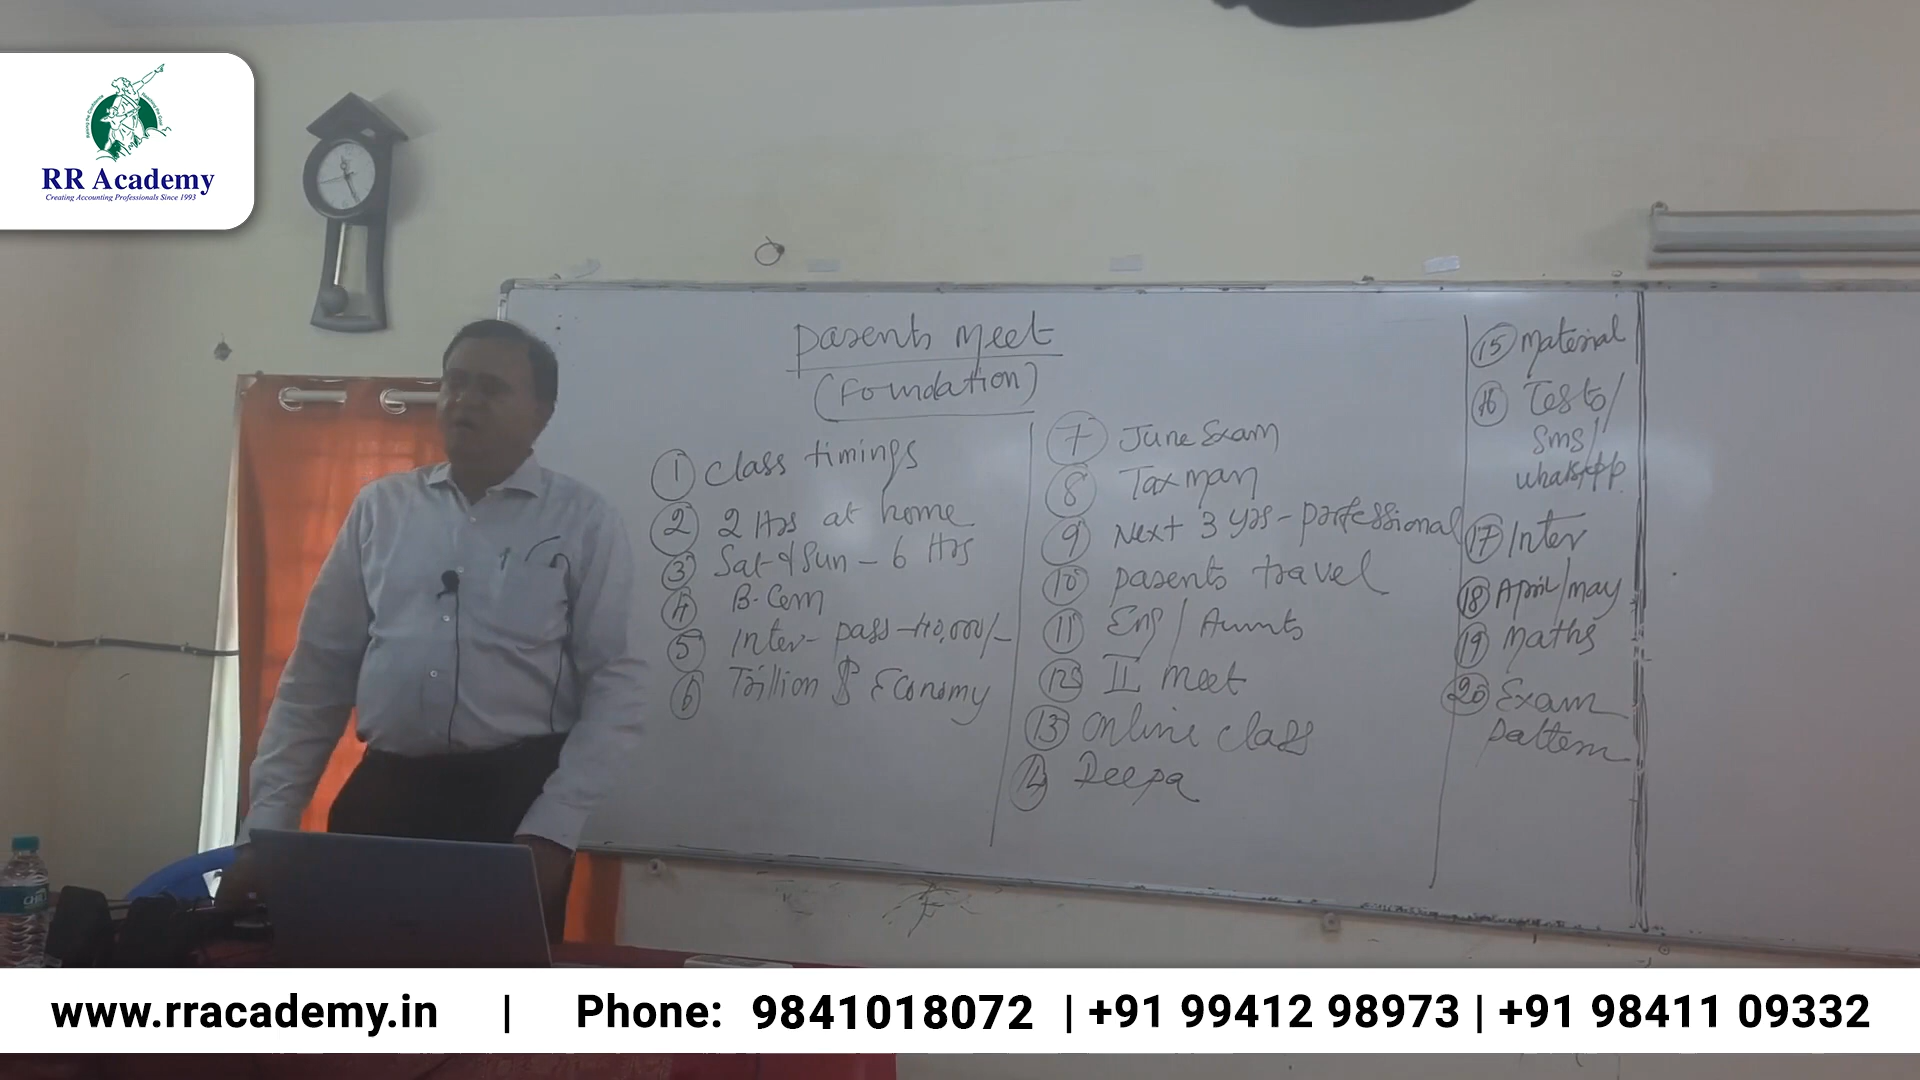 RR Academy
Creating Accounting Professionals Since 1993
Parents Meet
(Foundation)
1 Class timings
2 2 Hrs at home
3 Sat & Sun - 6 Hrs
4 B.Com
5 Inter - pass - 40,000/-
6 Trillion $ Economy
7 June Exam
8 Taxman
9 Next 3 yrs - professional
10 parents travel
11 Eng / Aunts
12 II meet
13 Online class
14 Deepa
15 Material
16 Tests/
Sms/
whatsApp
17 Inter
18 April/may
19 Maths
20 Exam
Pattern
www.rracademy.in | Phone: 9841018072 | +91 99412 98973 | +91 98411 09332